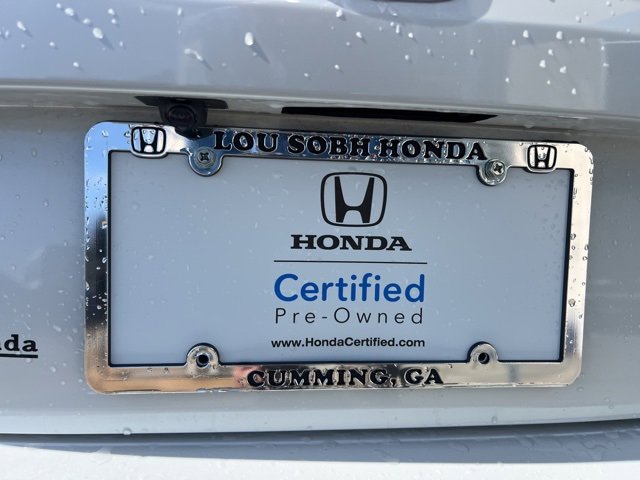 LOU SOBH HONDA
HONDA
Certified
Pre-Owned
www.HondaCertified.com
nda
CUMMING, GA